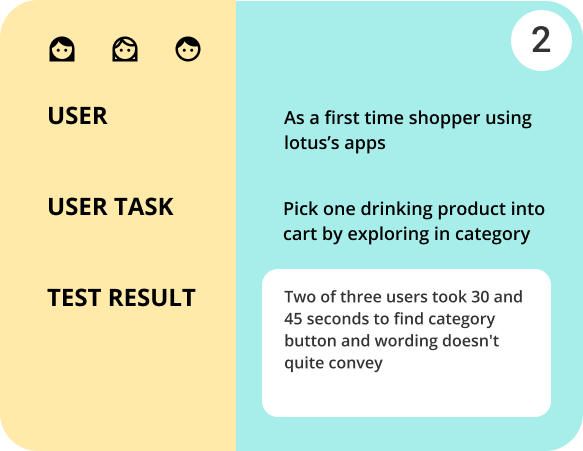 2
USER
As a first time shopper using
lotus’s apps
USER TASK
Pick one drinking product into
cart by exploring in category
TEST RESULT
Two of three users took 30 and
45 seconds to find category
button and wording doesn't
quite convey